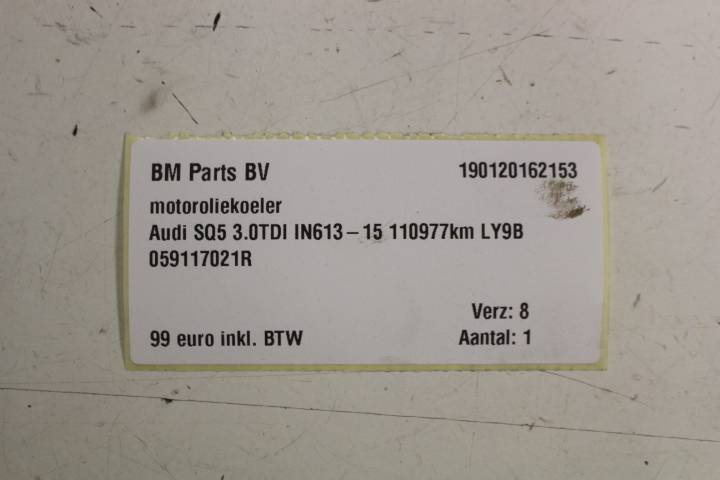 BM Parts BV 190120162153
motoroliekoeler
Audi SQ5 3.0TDI IN613-15 110977km LY9B
059117021R
Verz: 8
99 euro inkl. BTW Aantal: 1